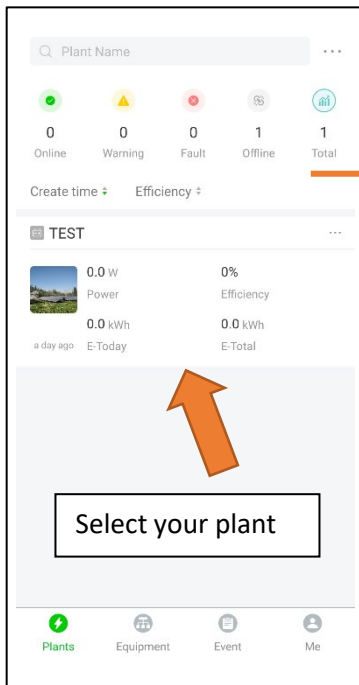 Plant Name
0 0 0 1 1
Online Warning Fault Offline Total
Create time Efficiency
TEST
0.0 W 0%
Power Efficiency
0.0 kWh 0.0 kWh
a day ago E-Today E-Total
Select your plant
Plants Equipment Event Me